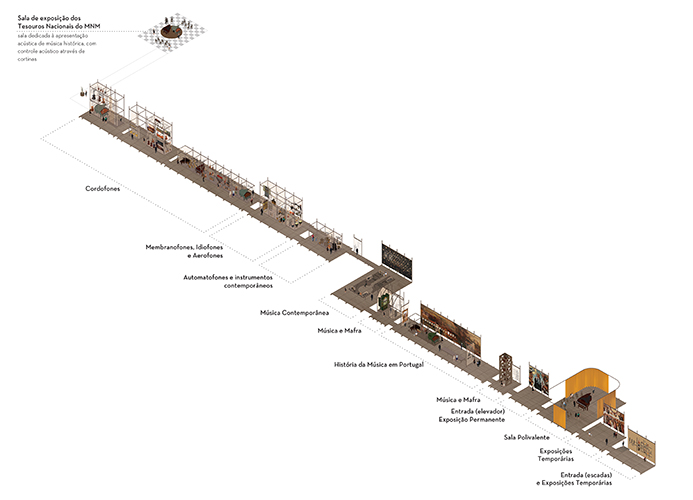 Sala de exposição dos
Tesouros Nacionais do MNM
sala dedicada à apresentação
acústica de música histórica, com
controle acústico através de
cortinas
Cordofones
Membranofones, Idiofones
e Aerofones
Automatofones e instrumentos
contemporâneos
Música Contemporânea
Música e Mafra
História da Música em Portugal
Música e Mafra
Entrada (elevador)
Exposição Permanente
Sala Polivalente
Exposições
Temporárias
Entrada (escadas)
e Exposições Temporárias